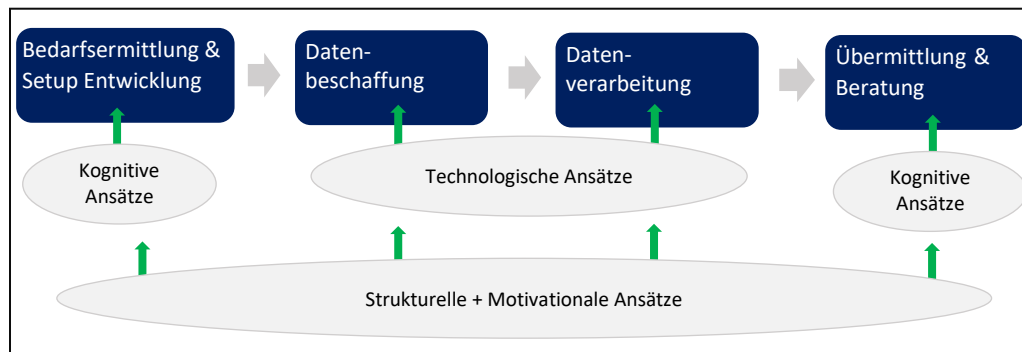 Bedarfsermittlung &
Setup Entwicklung
Daten-
beschaffung
Daten-
verarbeitung
Übermittlung &
Beratung
Kognitive
Ansätze
Technologische Ansätze
Kognitive
Ansätze
Strukturelle + Motivationale Ansätze